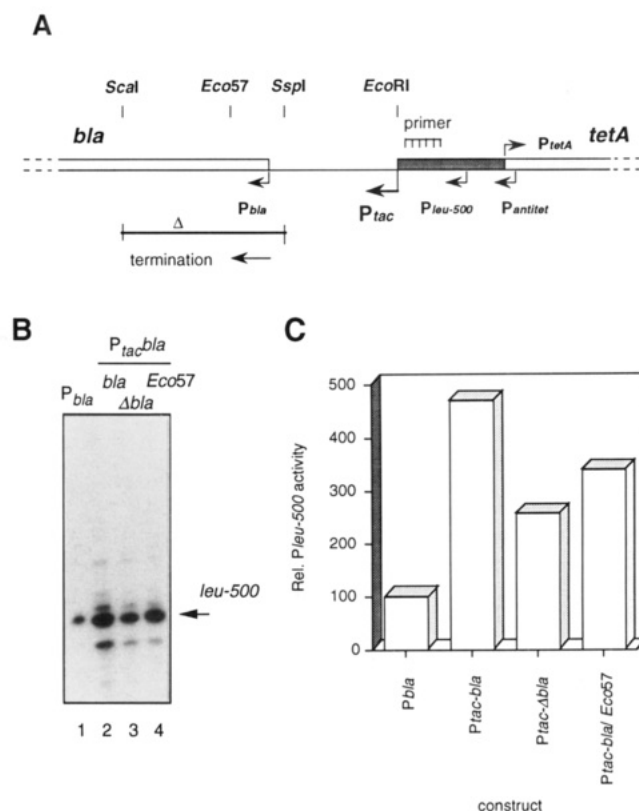 A
ScaI Eco57 SspI EcoRI
bla primer PtetA tetA
Pbla Ptac Pleu-500 Pantitet
Δ
termination
B
Ptacbla
Pbla bla Δbla Eco57
leu-500
1 2 3 4
C
Rel. Pleu-500 activity
500
400
300
200
100
0
Pbla
Ptac-bla
Ptac-Δbla
Ptac-bla/ Eco57
construct